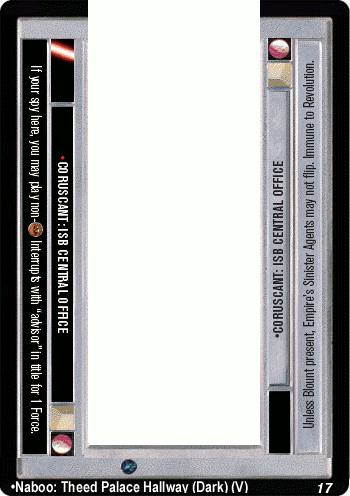 If your spy here, you may play non- Interrupts with "advisor" in title for 1 Force.
•CORUSCANT: ISB CENTRAL OFFICE
•CORUSCANT: ISB CENTRAL OFFICE
Unless Blount present, Empire's Sinister Agents may not flip. Immune to Revolution.
•Naboo: Theed Palace Hallway (Dark) (V)
17